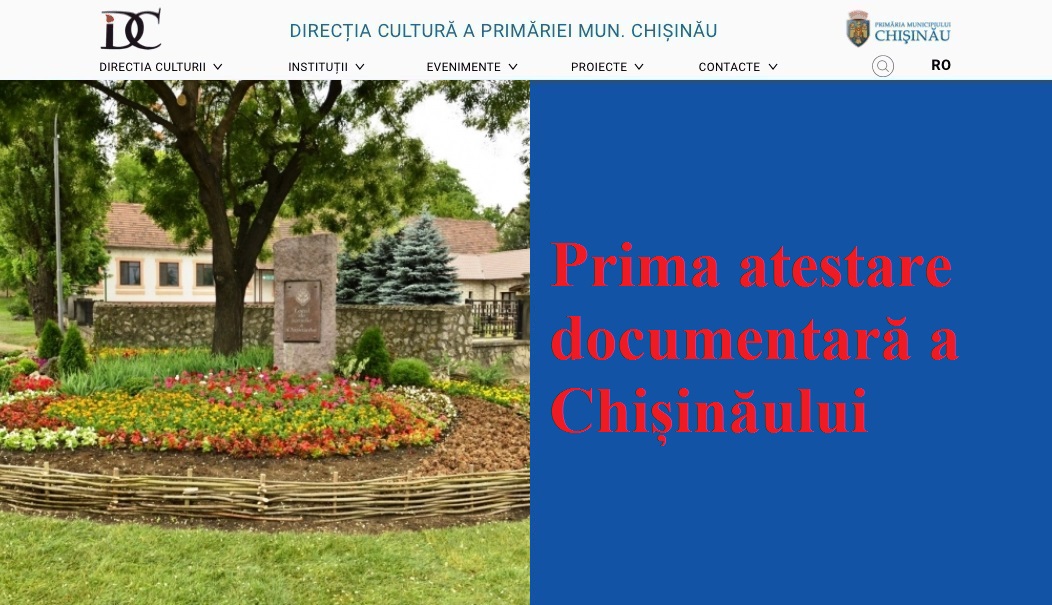 DC
DIRECȚIA CULTURĂ A PRIMĂRIEI MUN. CHIȘINĂU
PRIMĂRIA MUNICIPIULUI
CHIŞINĂU
DIRECTIA CULTURII
INSTITUȚII
EVENIMENTE
PROIECTE
CONTACTE
RO
Prima atestare
documentară a
Chișinăului